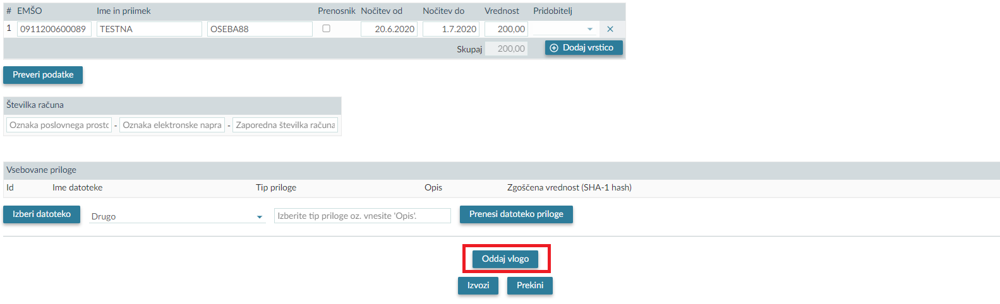 # EMŠO Ime in priimek Prenosnik Nočitev od Nočitev do Vrednost Pridobitelj
1 0911200600089 TESTNA OSEBA88 20.6.2020 1.7.2020 200,00
Skupaj 200,00 Dodaj vrstico
Preveri podatke
Številka računa
Oznaka poslovnega prosto - Oznaka elektronske napra - Zaporedna številka računa
Vsebovane priloge
Id Ime datoteke Tip priloge Opis Zgoščena vrednost (SHA-1 hash)
Izberi datoteko Drugo Izberite tip priloge oz. vnesite 'Opis'. Prenesi datoteko priloge
Oddaj vlogo
Izvozi Prekini